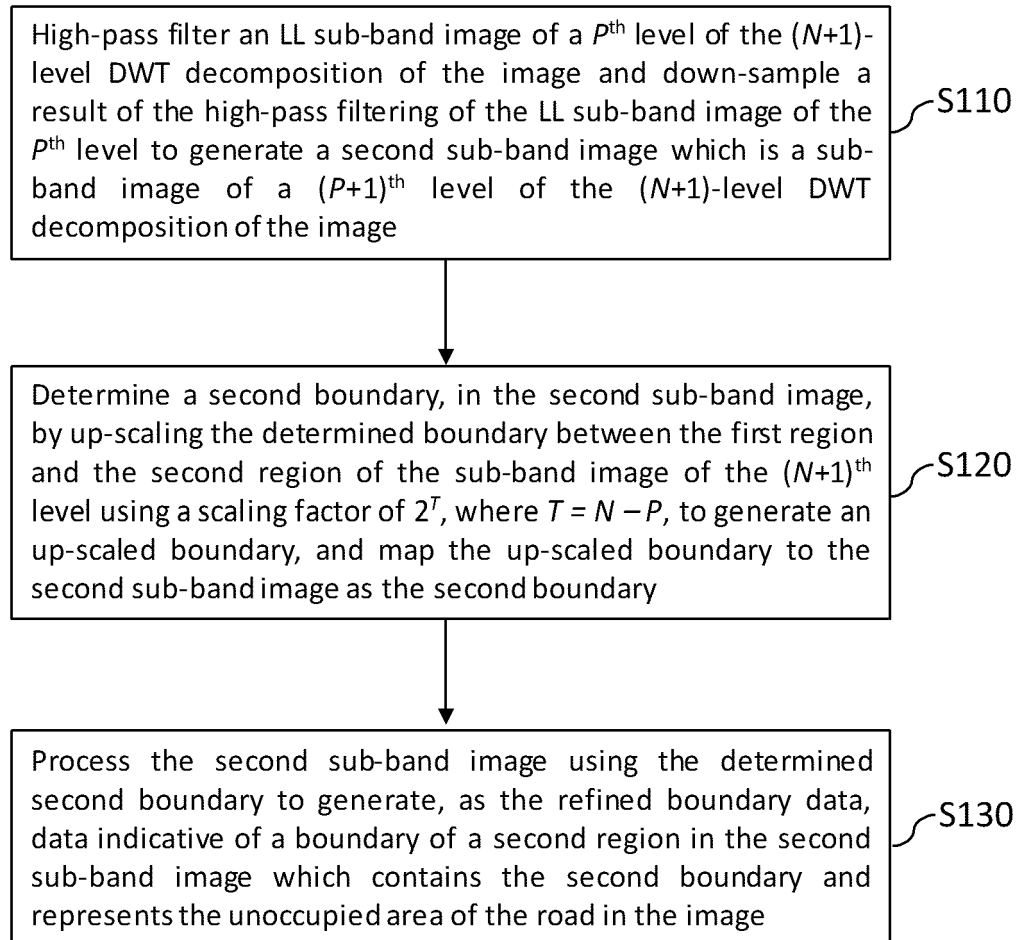 High-pass filter an LL sub-band image of a Pᵗʰ level of the (N+1)-
level DWT decomposition of the image and down-sample a
result of the high-pass filtering of the LL sub-band image of the
Pᵗʰ level to generate a second sub-band image which is a sub-
band image of a (P+1)ᵗʰ level of the (N+1)-level DWT
decomposition of the image
S110
Determine a second boundary, in the second sub-band image,
by up-scaling the determined boundary between the first region
and the second region of the sub-band image of the (N+1)ᵗʰ
level using a scaling factor of 2ᵀ, where T = N – P, to generate an
up-scaled boundary, and map the up-scaled boundary to the
second sub-band image as the second boundary
S120
Process the second sub-band image using the determined
second boundary to generate, as the refined boundary data,
data indicative of a boundary of a second region in the second
sub-band image which contains the second boundary and
represents the unoccupied area of the road in the image
S130